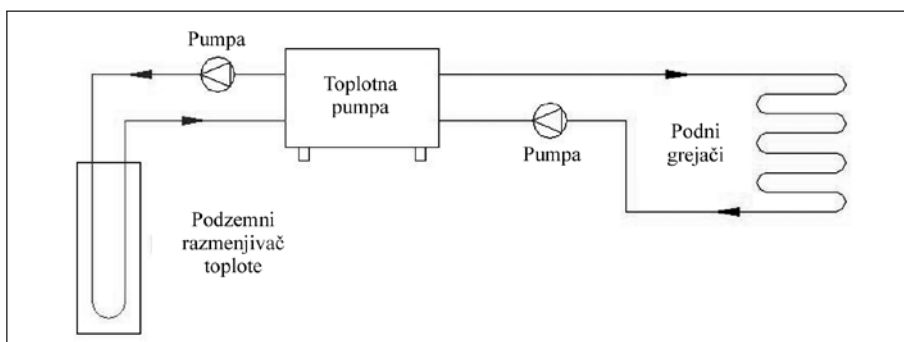 Pumpa
Toplotna
pumpa
Pumpa
Podni
grejači
Podzemni
razmenjivač
toplote